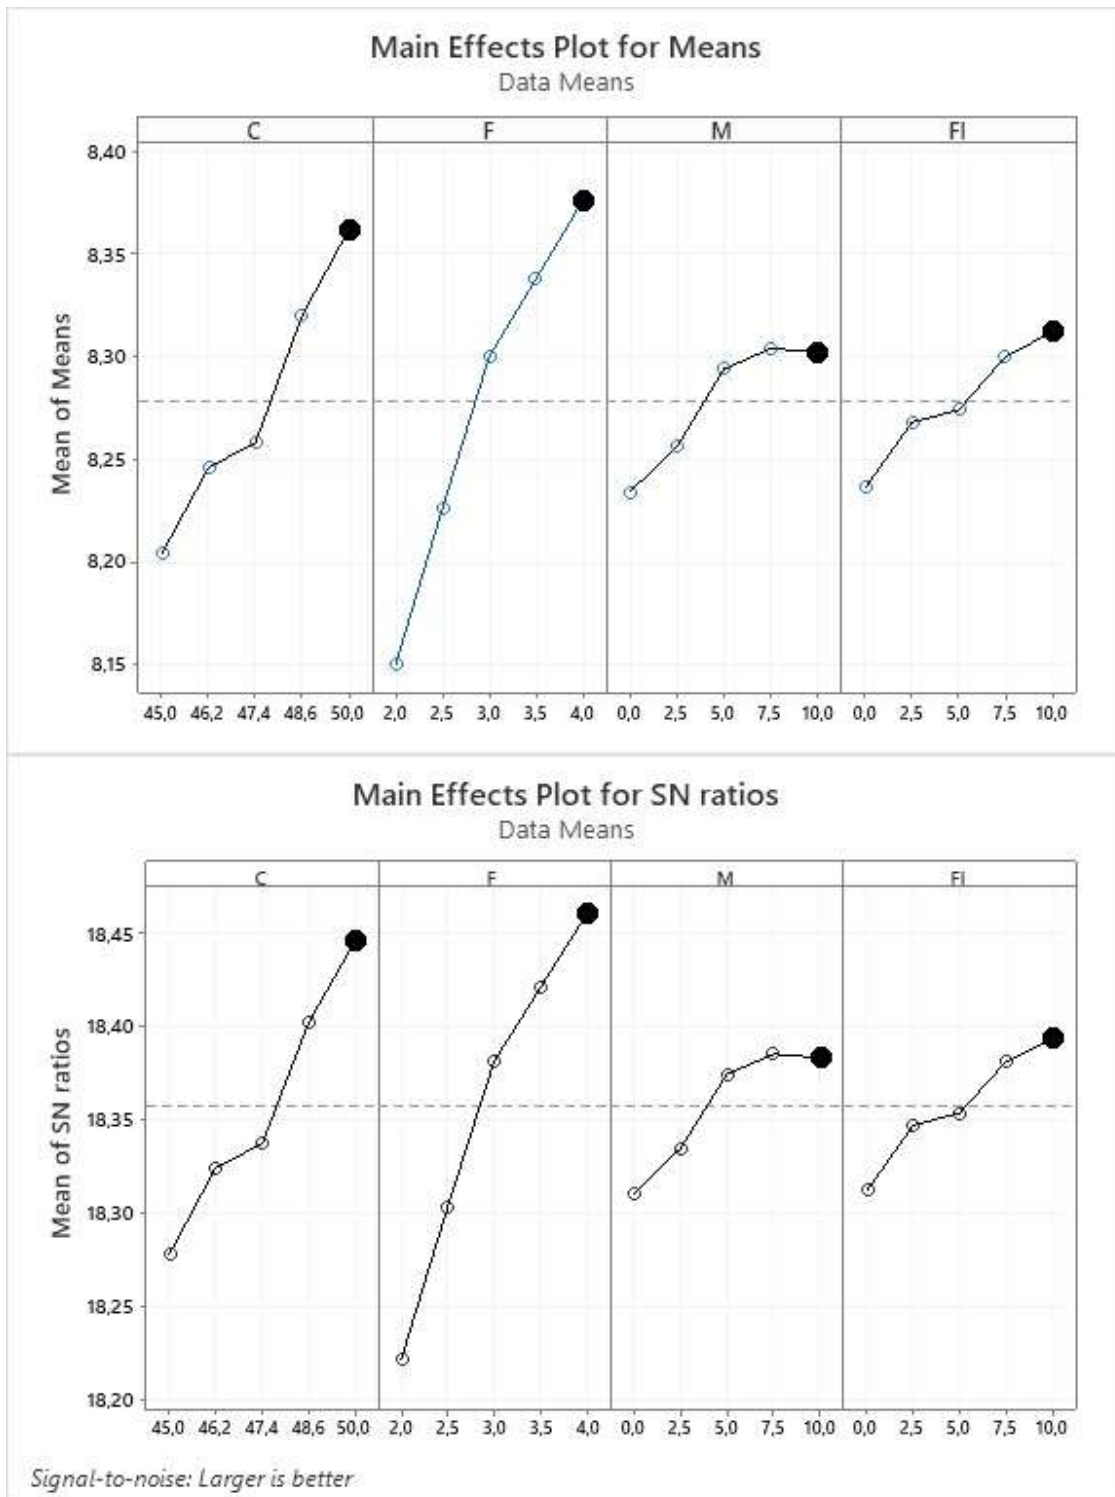 Main Effects Plot for Means
Data Means
C F M FI
Mean of Means
8,40
8,35
8,30
8,25
8,20
8,15
45,0 46,2 47,4 48,6 50,0 2,0 2,5 3,0 3,5 4,0 0,0 2,5 5,0 7,5 10,0 0,0 2,5 5,0 7,5 10,0
Main Effects Plot for SN ratios
Data Means
C F M FI
Mean of SN ratios
18,45
18,40
18,35
18,30
18,25
18,20
45,0 46,2 47,4 48,6 50,0 2,0 2,5 3,0 3,5 4,0 0,0 2,5 5,0 7,5 10,0 0,0 2,5 5,0 7,5 10,0
Signal-to-noise: Larger is better